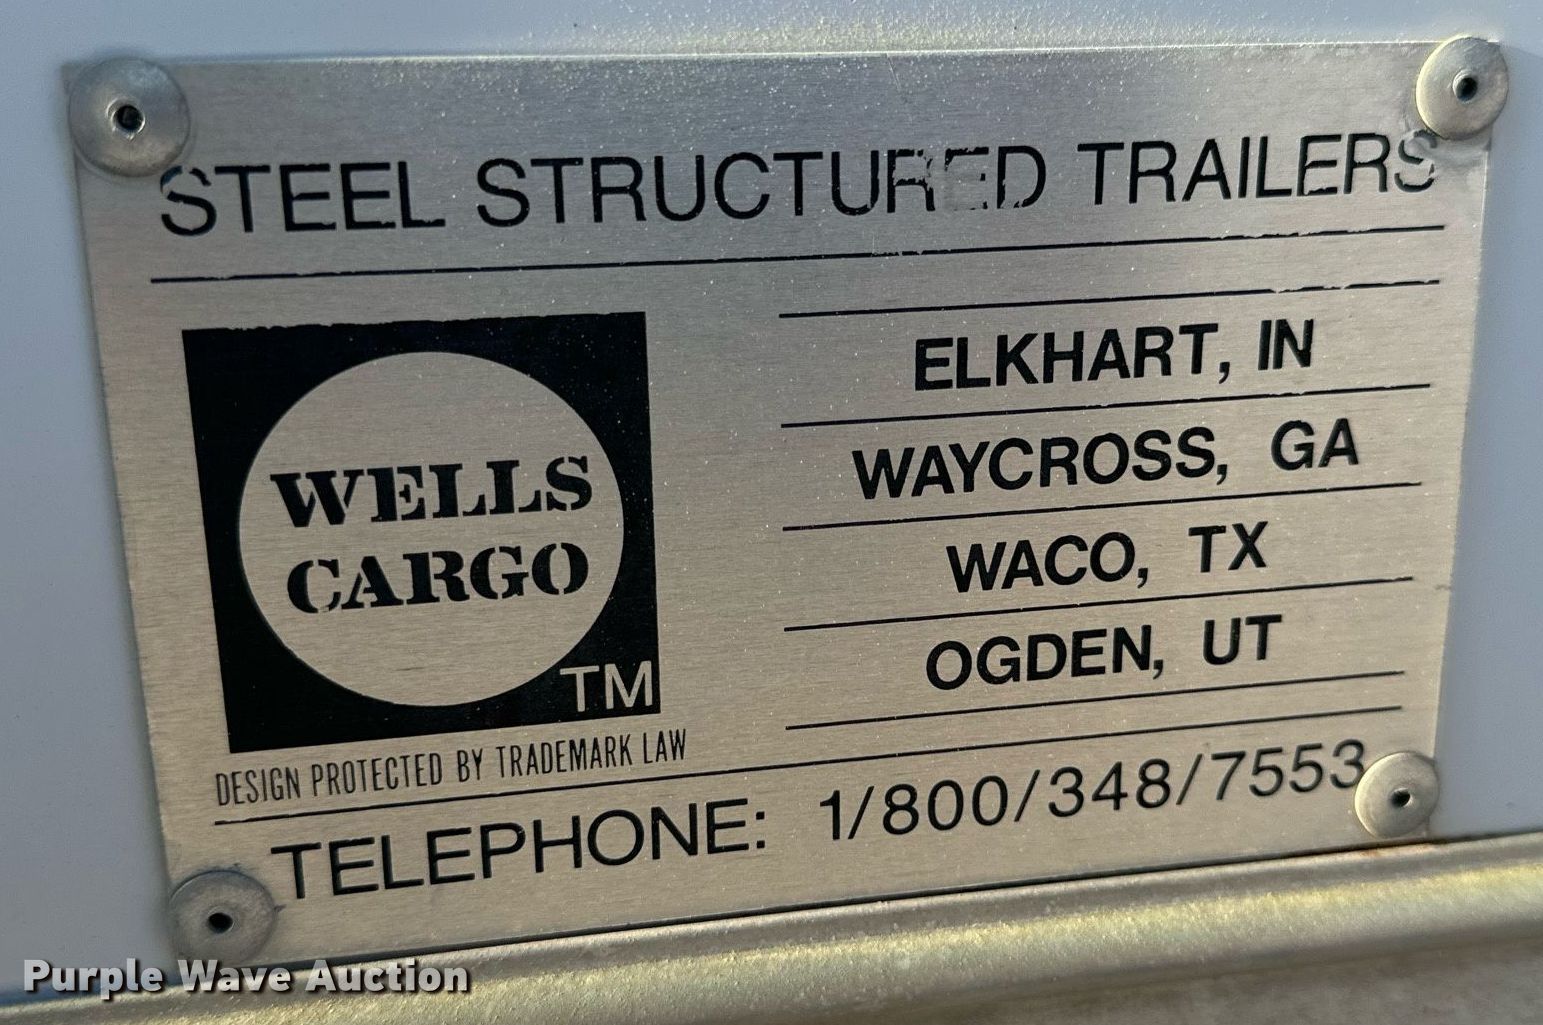 STEEL STRUCTURED TRAILERS
WELLS
CARGO
TM
DESIGN PROTECTED BY TRADEMARK LAW
ELKHART, IN
WAYCROSS, GA
WACO, TX
OGDEN, UT
TELEPHONE: 1/800/348/7553
Purple Wave Auction